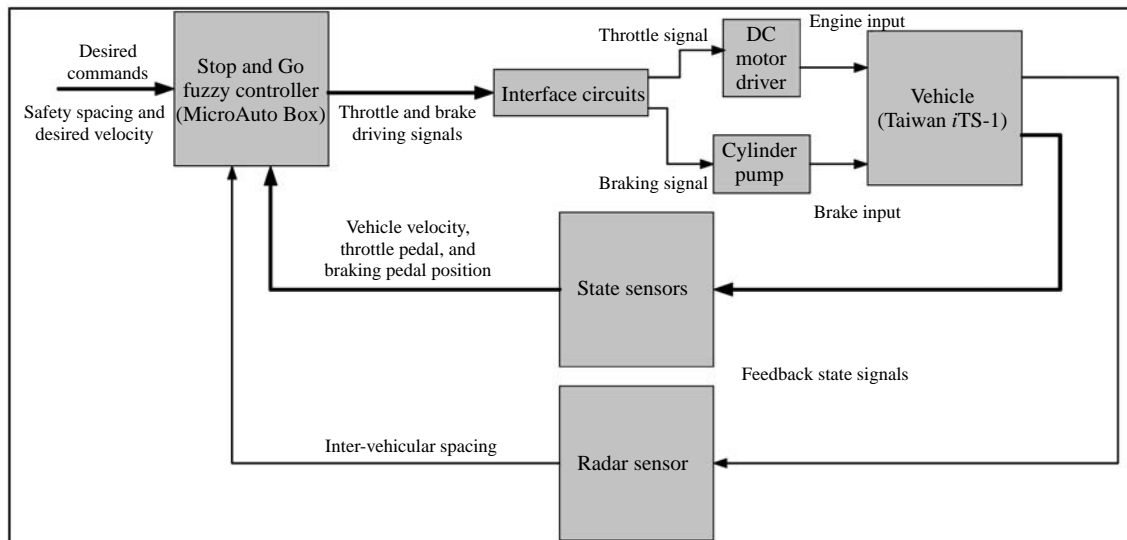 Desired
commands
Safety spacing and
desired velocity
Stop and Go
fuzzy controller
(MicroAuto Box)
Throttle and brake
driving signals
Interface circuits
Throttle signal
Braking signal
DC
motor
driver
Cylinder
pump
Engine input
Brake input
Vehicle
(Taiwan iTS-1)
Vehicle velocity,
throttle pedal, and
braking pedal position
State sensors
Feedback state signals
Inter-vehicular spacing
Radar sensor